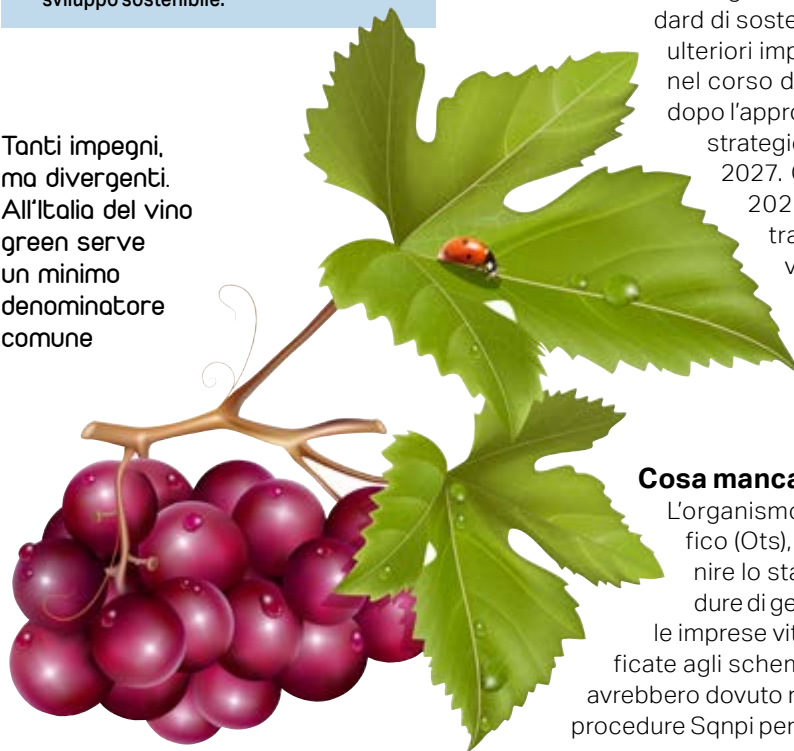 sviluppo sostenibile.
Tanti impegni,
ma divergenti.
All'Italia del vino
green serve
un minimo
denominatore
comune
dard di soste
ulteriori imp
nel corso d
dopo l'appro
strategic
2027.
202
tra
v
Cosa manca
L'organismo
fico (Ots),
nire lo sta
dure di ge
le imprese vit
ficate agli schem
avrebbero dovuto
procedure Sqnpi per